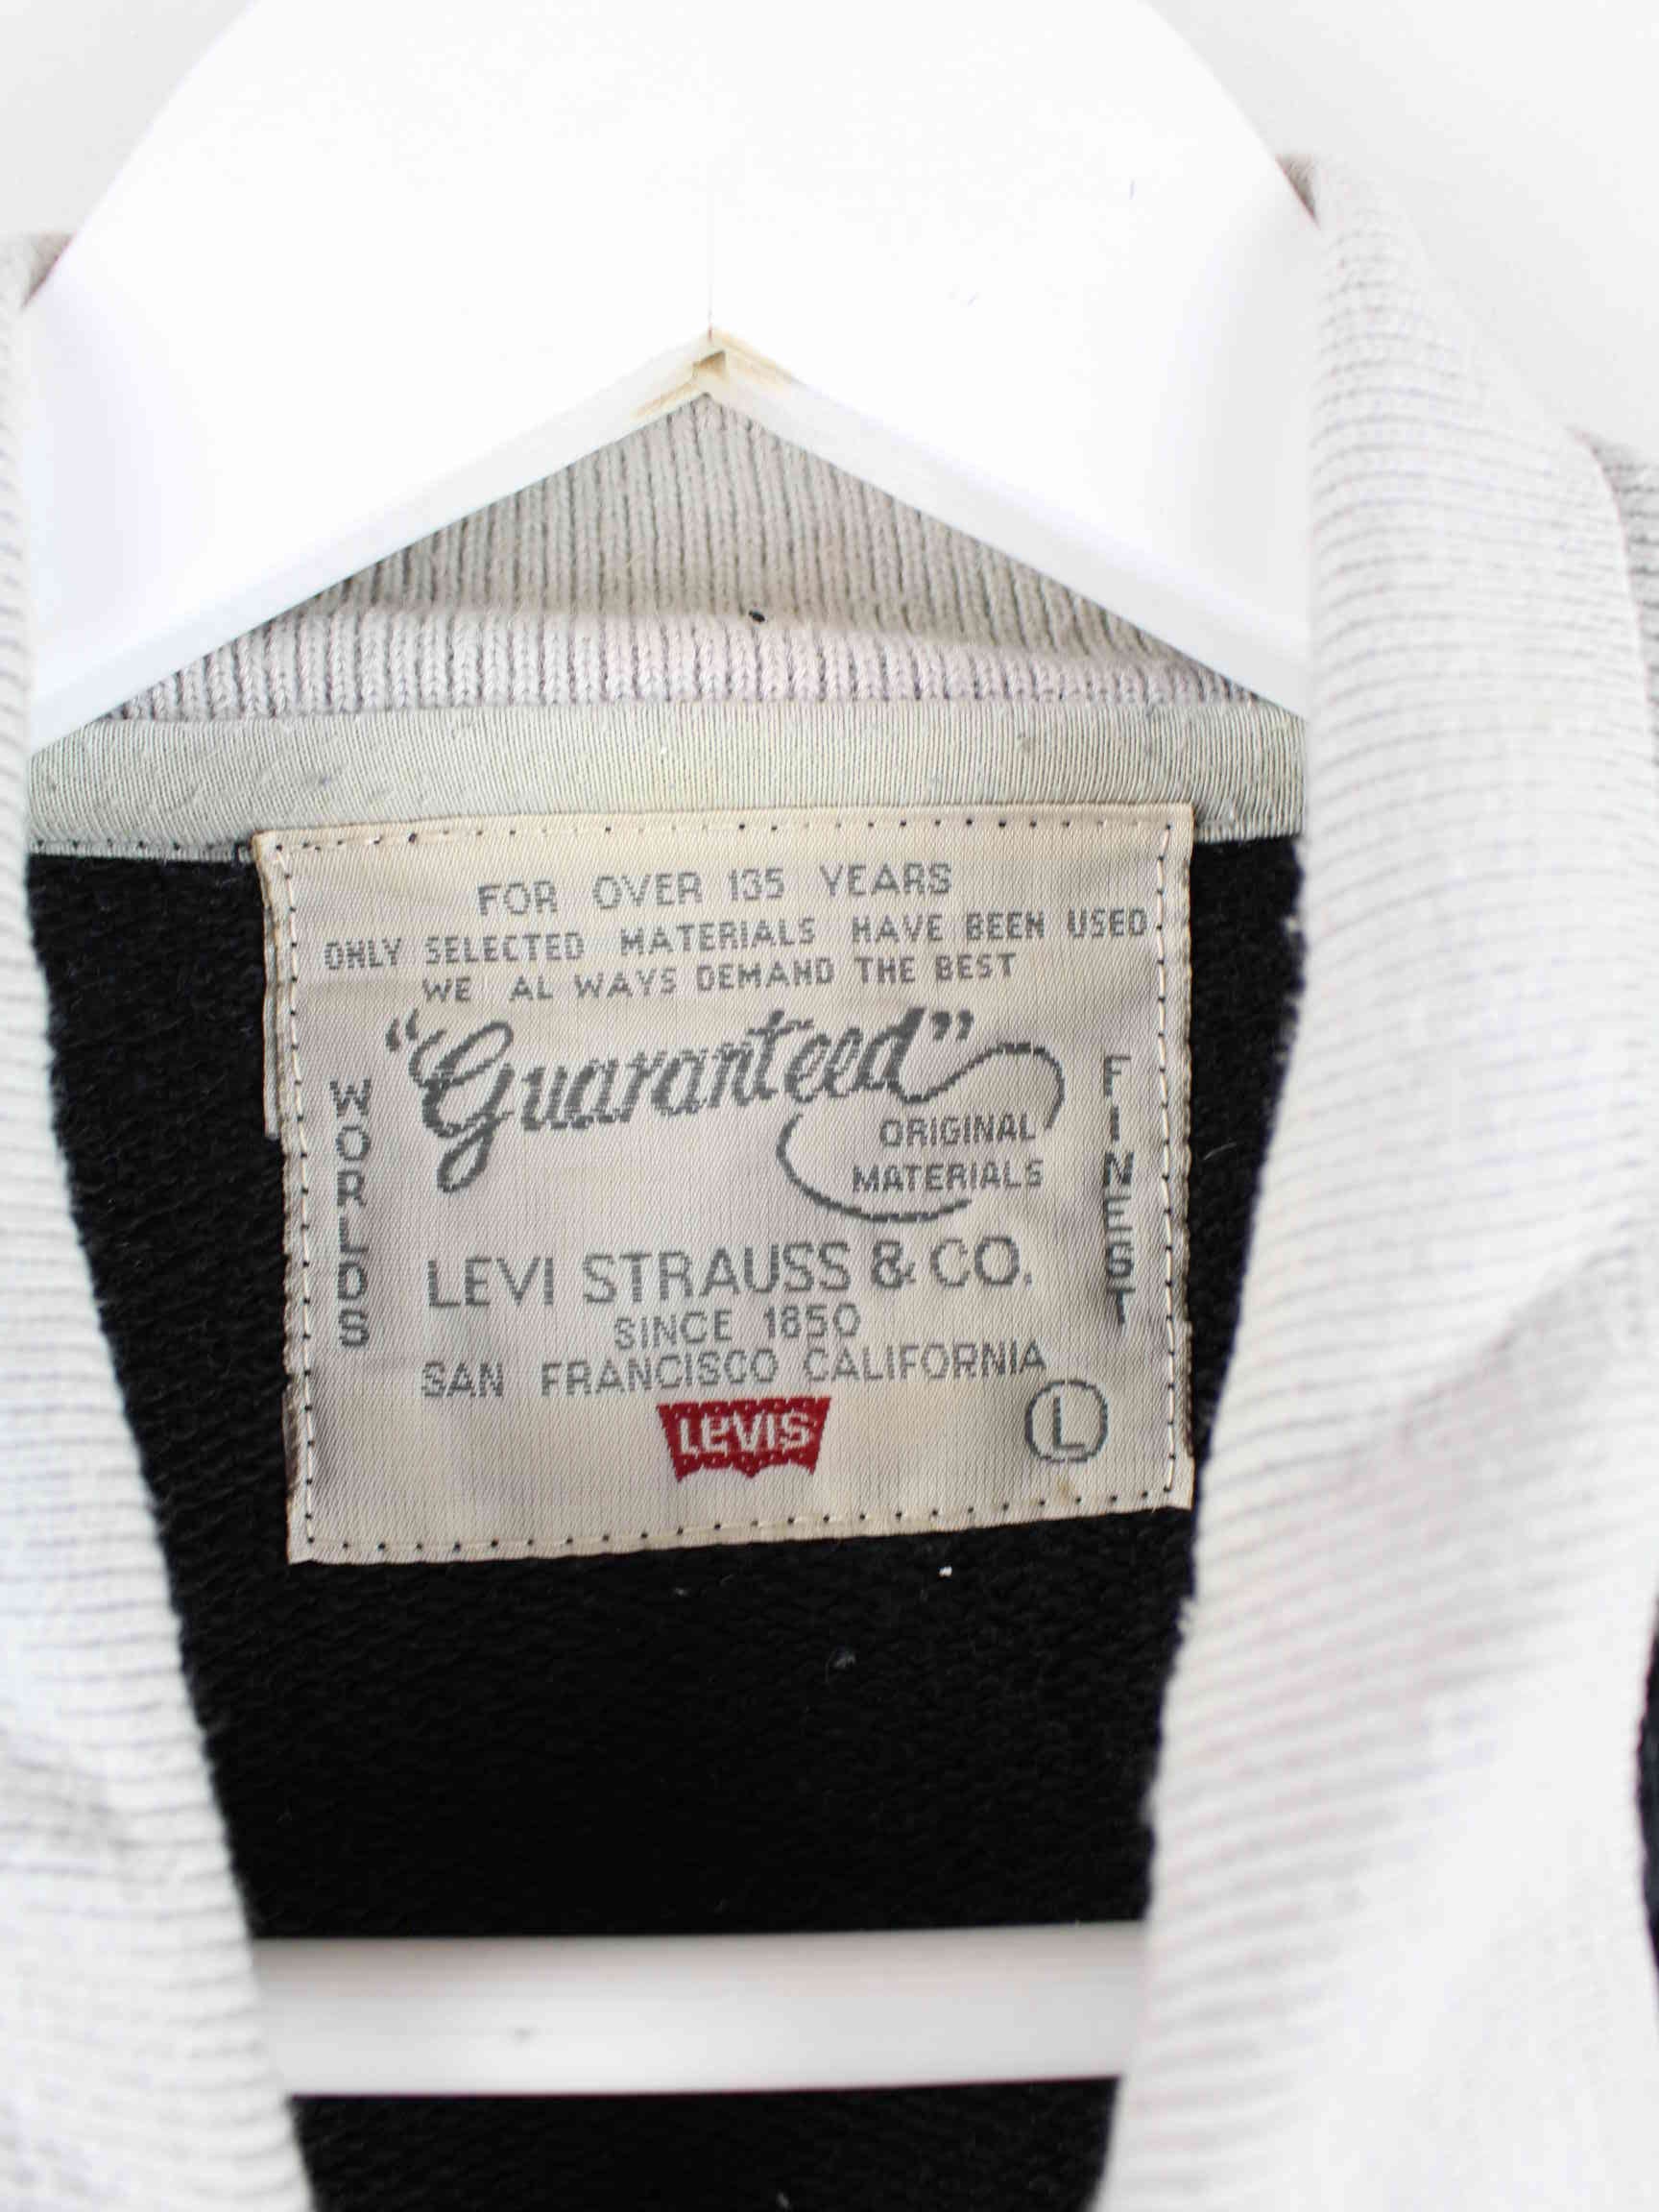 FOR OVER 135 YEARS
ONLY SELECTED MATERIALS HAVE BEEN USED
WE AL WAYS DEMAND THE BEST
"Guaranteed"
ORIGINAL
MATERIALS
WORLDS
FINEST
LEVI STRAUSS & CO.
SINCE 1850
SAN FRANCISCO CALIFORNIA
LEVI'S
L